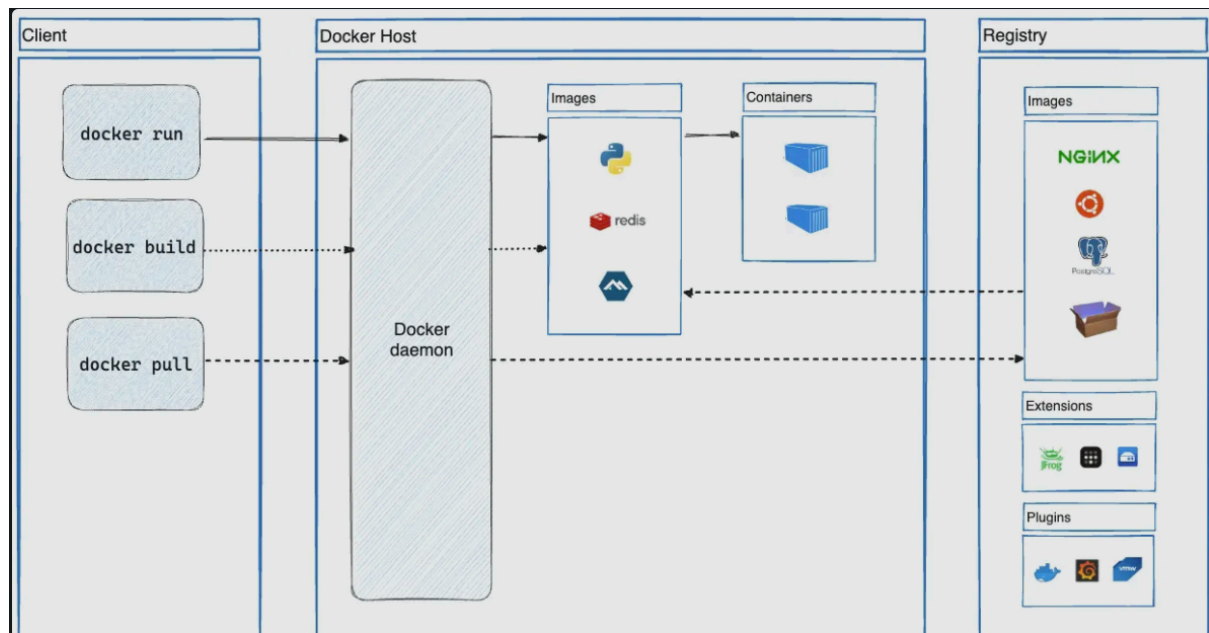 Client
docker run
docker build
docker pull
Docker Host
Docker
daemon
Images
redis
Containers
Registry
Images
NGINX
PostgreSQL
Extensions
JFrog
Plugins
vmw